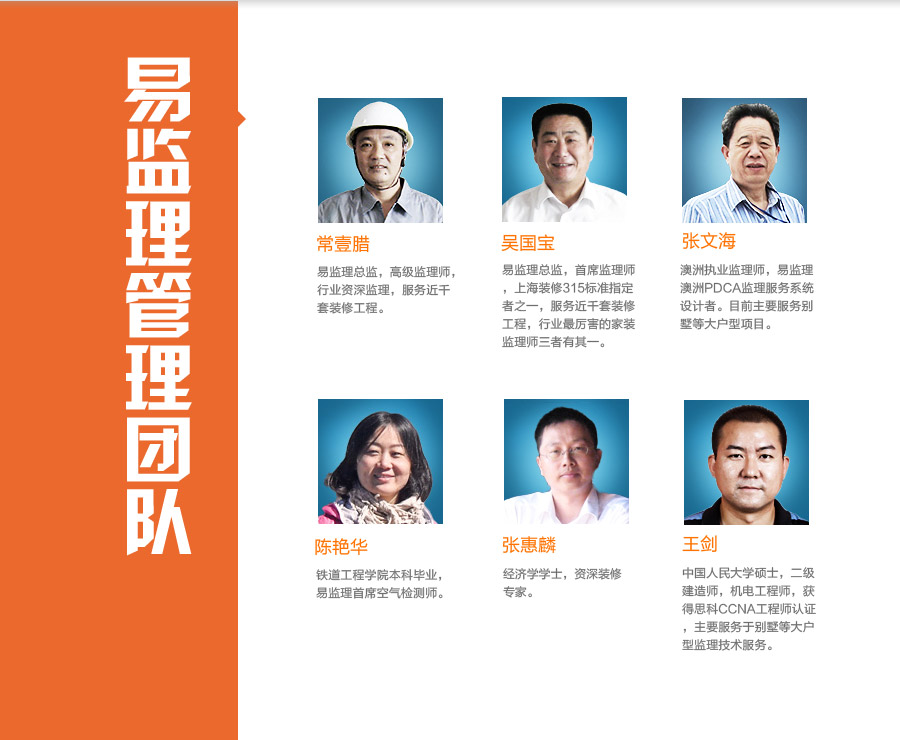 易监理管理团队
常壹腊
易监理总监，高级监理师，
行业资深监理，服务近千
套装修工程。
吴国宝
易监理总监，首席监理师
，上海装修315标准指定
者之一，服务近千套装修
工程，行业最厉害的家装
监理师三者有其一。
张文海
澳洲执业监理师，易监理
澳洲PDCA监理服务系统
设计者。目前主要服务别
墅等大户型项目。
陈艳华
铁道工程学院本科毕业，
易监理首席空气检测师。
张惠麟
经济学学士，资深装修
专家。
王剑
中国人民大学硕士，二级
建造师，机电工程师，获
得思科CCNA工程师认证
，主要服务于别墅等大户
型监理技术服务。